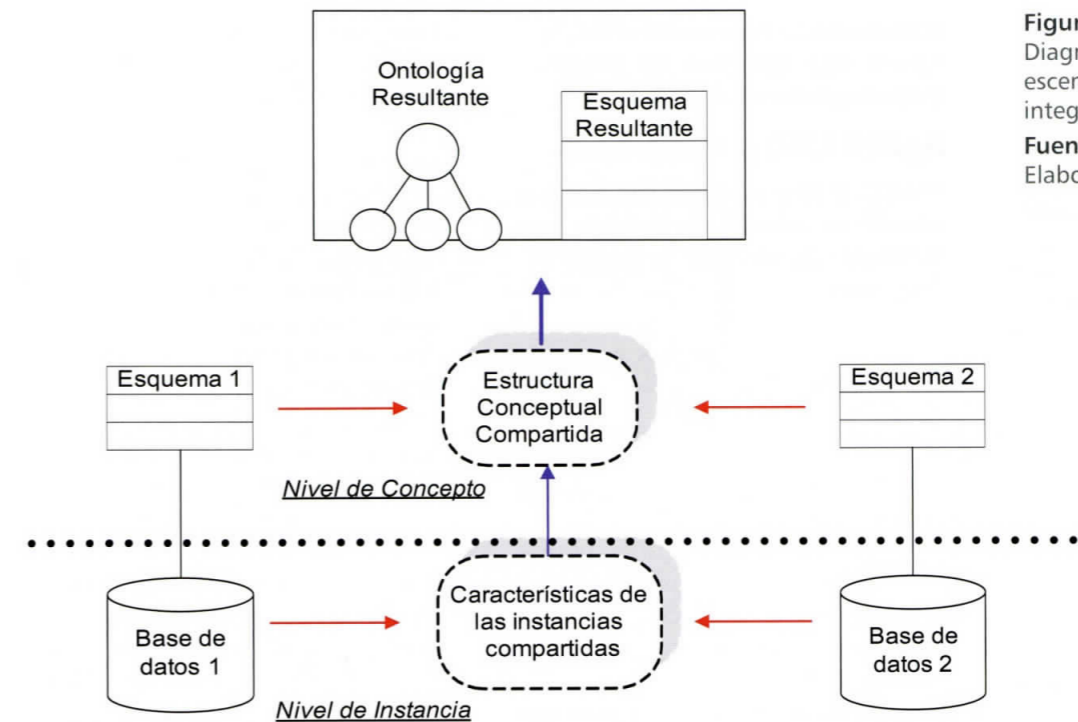 Ontología
Resultante
Esquema
Resultante
Esquema 1
Estructura
Conceptual
Compartida
Esquema 2
Nivel de Concepto
Base de
datos 1
Características de
las instancias
compartidas
Base de
datos 2
Nivel de Instancia